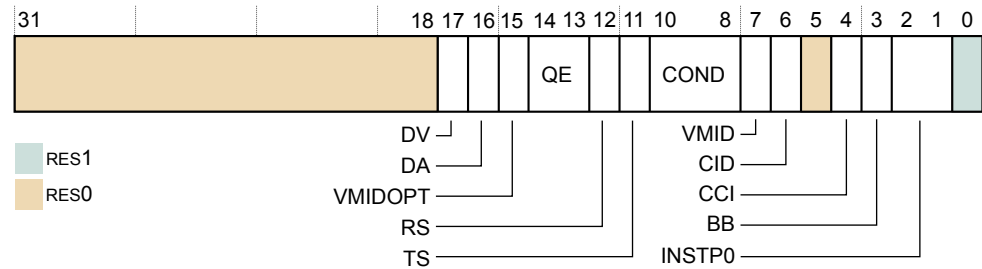 31 18 17 16 15 14 13 12 11 10 8 7 6 5 4 3 2 1 0
QE COND
DV VMID
DA CID
RES1
VMIDOPT CCI
RES0
RS BB
TS INSTP0